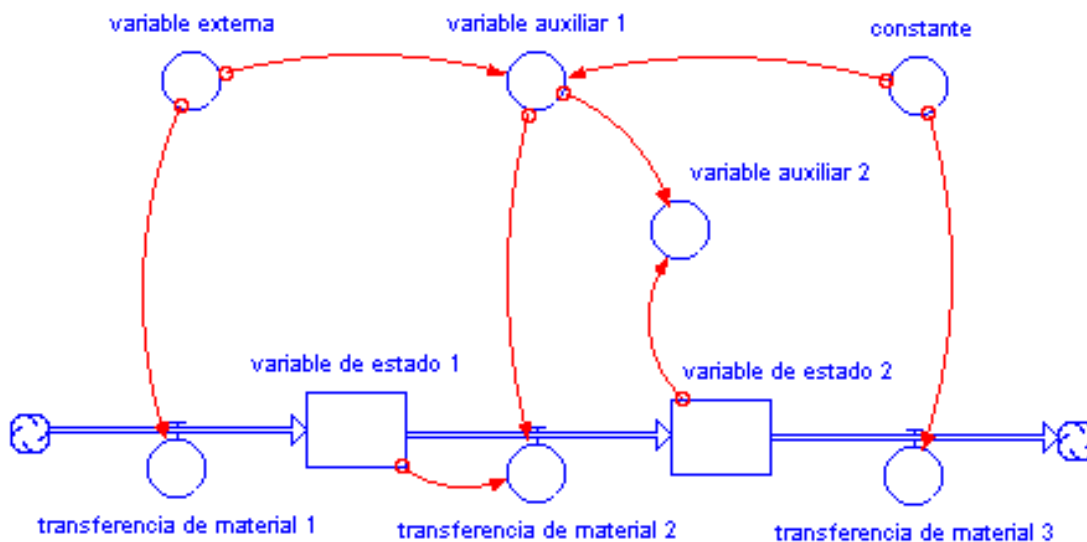 variable externa
variable auxiliar 1
constante
variable auxiliar 2
variable de estado 1
variable de estado 2
transferencia de material 1
transferencia de material 2
transferencia de material 3